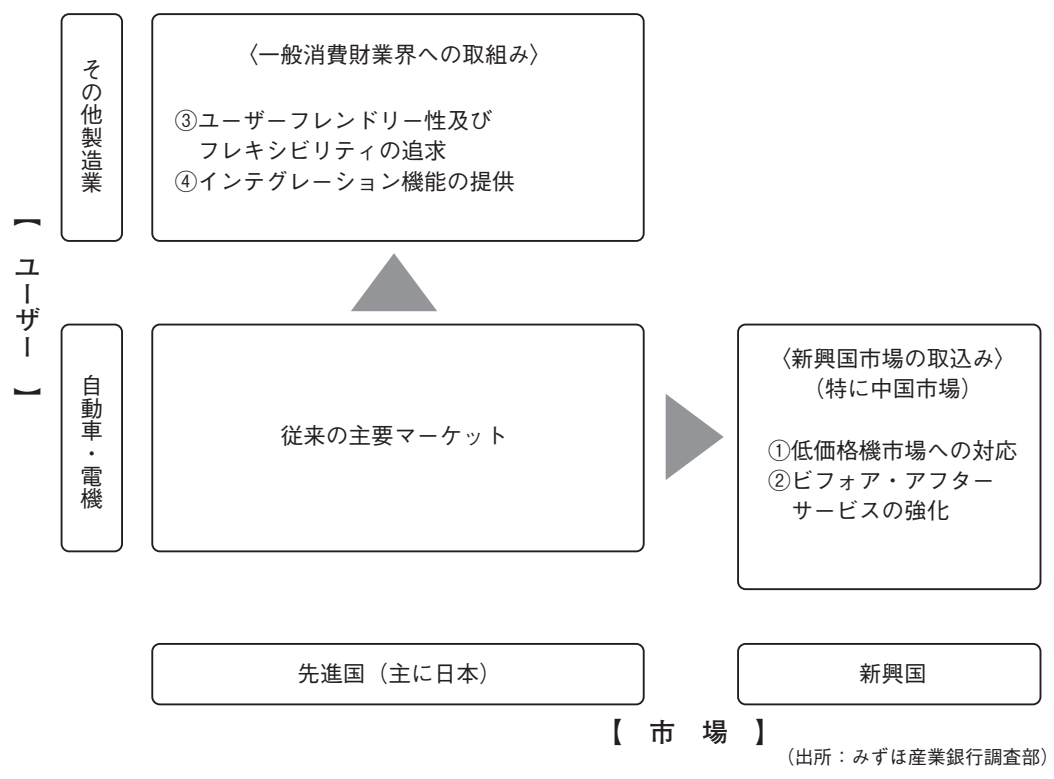 その他製造業
〈一般消費財業界への取組み〉
③ユーザーフレンドリー性及び
フレキシビリティの追求
④インテグレーション機能の提供
【 ユーザー 】
自動車・電機
従来の主要マーケット
〈新興国市場の取込み〉
（特に中国市場）
①低価格機市場への対応
②ビフォア・アフター
サービスの強化
先進国（主に日本）
新興国
【 市 場 】
（出所：みずほ産業銀行調査部）